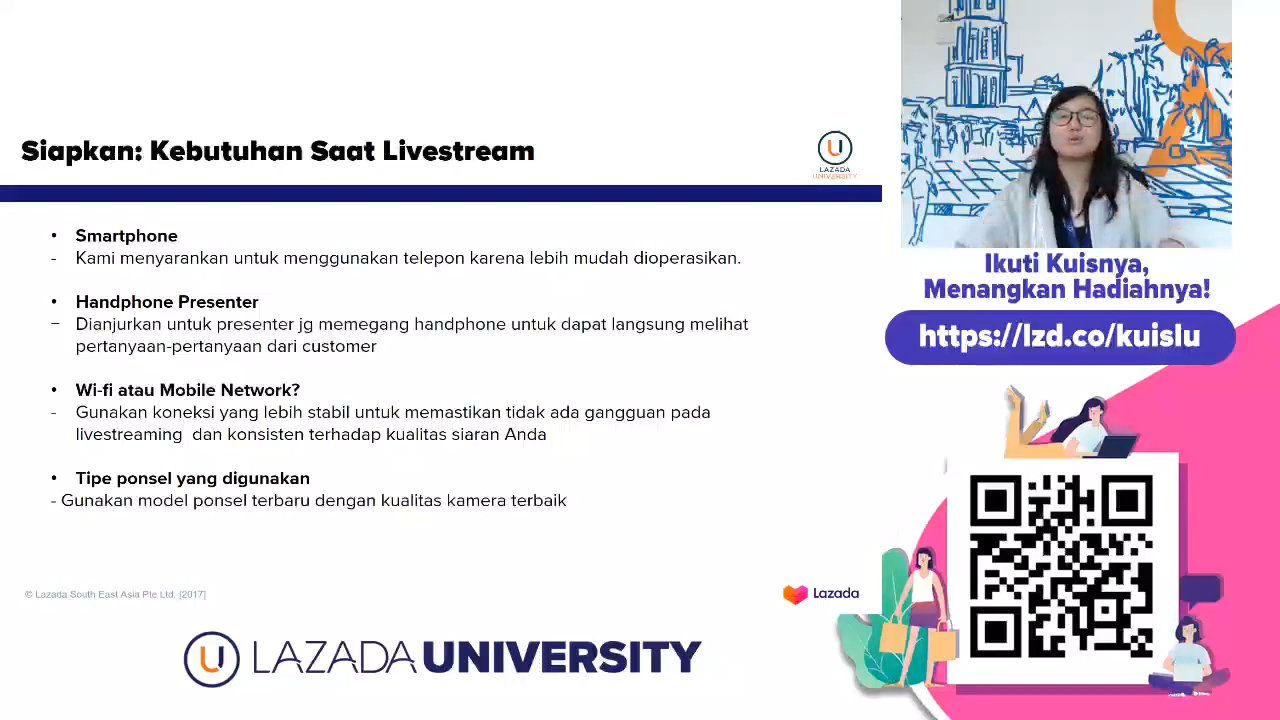 Siapkan: Kebutuhan Saat Livestream
LAZADA
UNIVERSITY
• Smartphone
- Kami menyarankan untuk menggunakan telepon karena lebih mudah dioperasikan.
• Handphone Presenter
– Dianjurkan untuk presenter jg memegang handphone untuk dapat langsung melihat
pertanyaan-pertanyaan dari customer
• Wi-fi atau Mobile Network?
- Gunakan koneksi yang lebih stabil untuk memastikan tidak ada gangguan pada
livestreaming dan konsisten terhadap kualitas siaran Anda
• Tipe ponsel yang digunakan
- Gunakan model ponsel terbaru dengan kualitas kamera terbaik
© Lazada South East Asia Pte Ltd. [2017]
Lazada
LAZADA UNIVERSITY
Ikuti Kuisnya,
Menangkan Hadiahnya!
https://lzd.co/kuislu